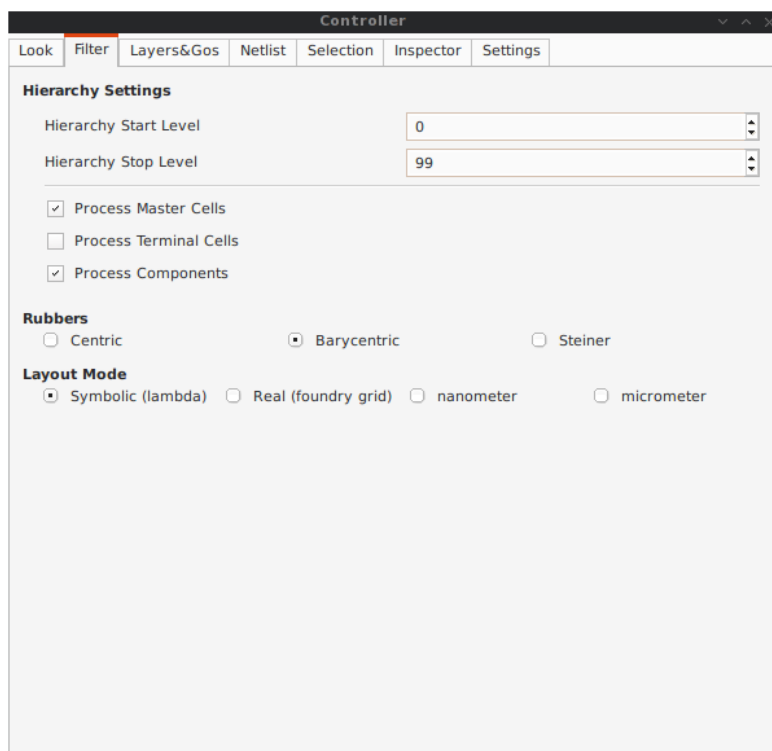 Controller
Look Filter Layers&Gos Netlist Selection Inspector Settings
Hierarchy Settings
Hierarchy Start Level 0
Hierarchy Stop Level 99
Process Master Cells
Process Terminal Cells
Process Components
Rubbers
Centric Barycentric Steiner
Layout Mode
Symbolic (lambda) Real (foundry grid) nanometer micrometer